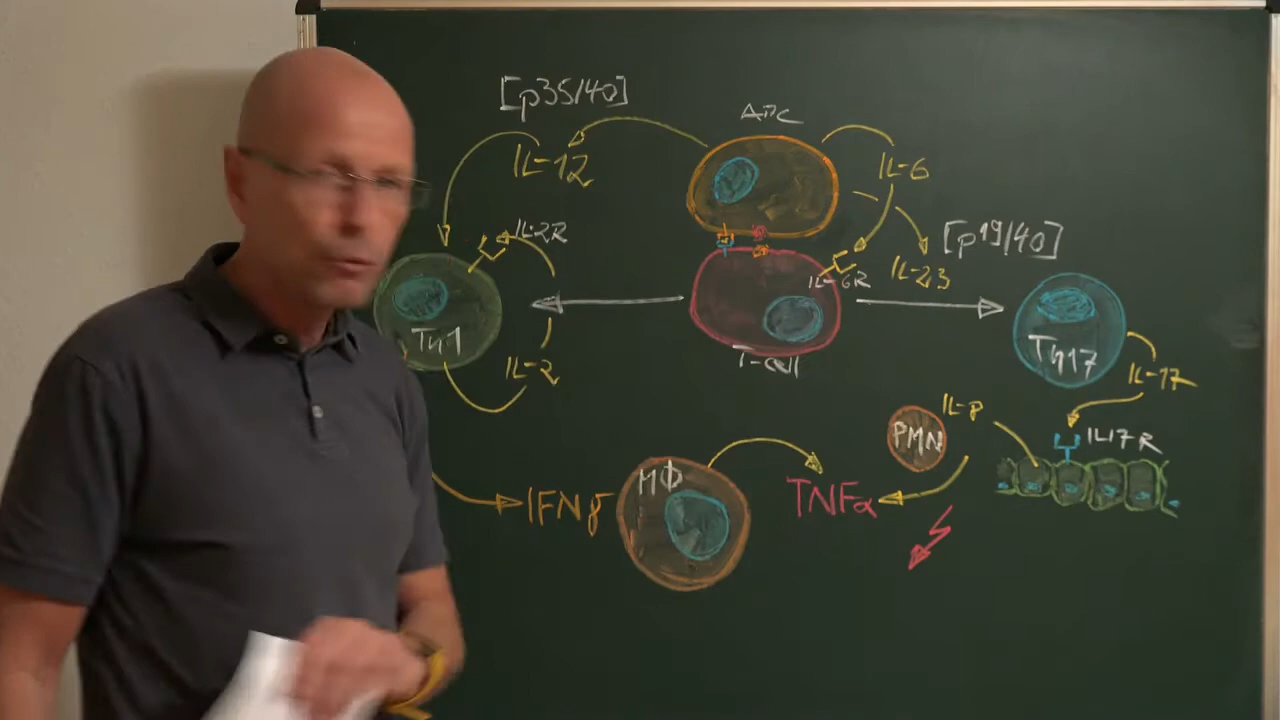 [p35/40]
APC
IL-12
IL-6
IL-2R
[p19/40]
IL-6R
IL-23
TH1
TH17
T-cell
IL-2
IL-17
IL-8
PMN
IL17R
MΦ
IFNγ
TNFα